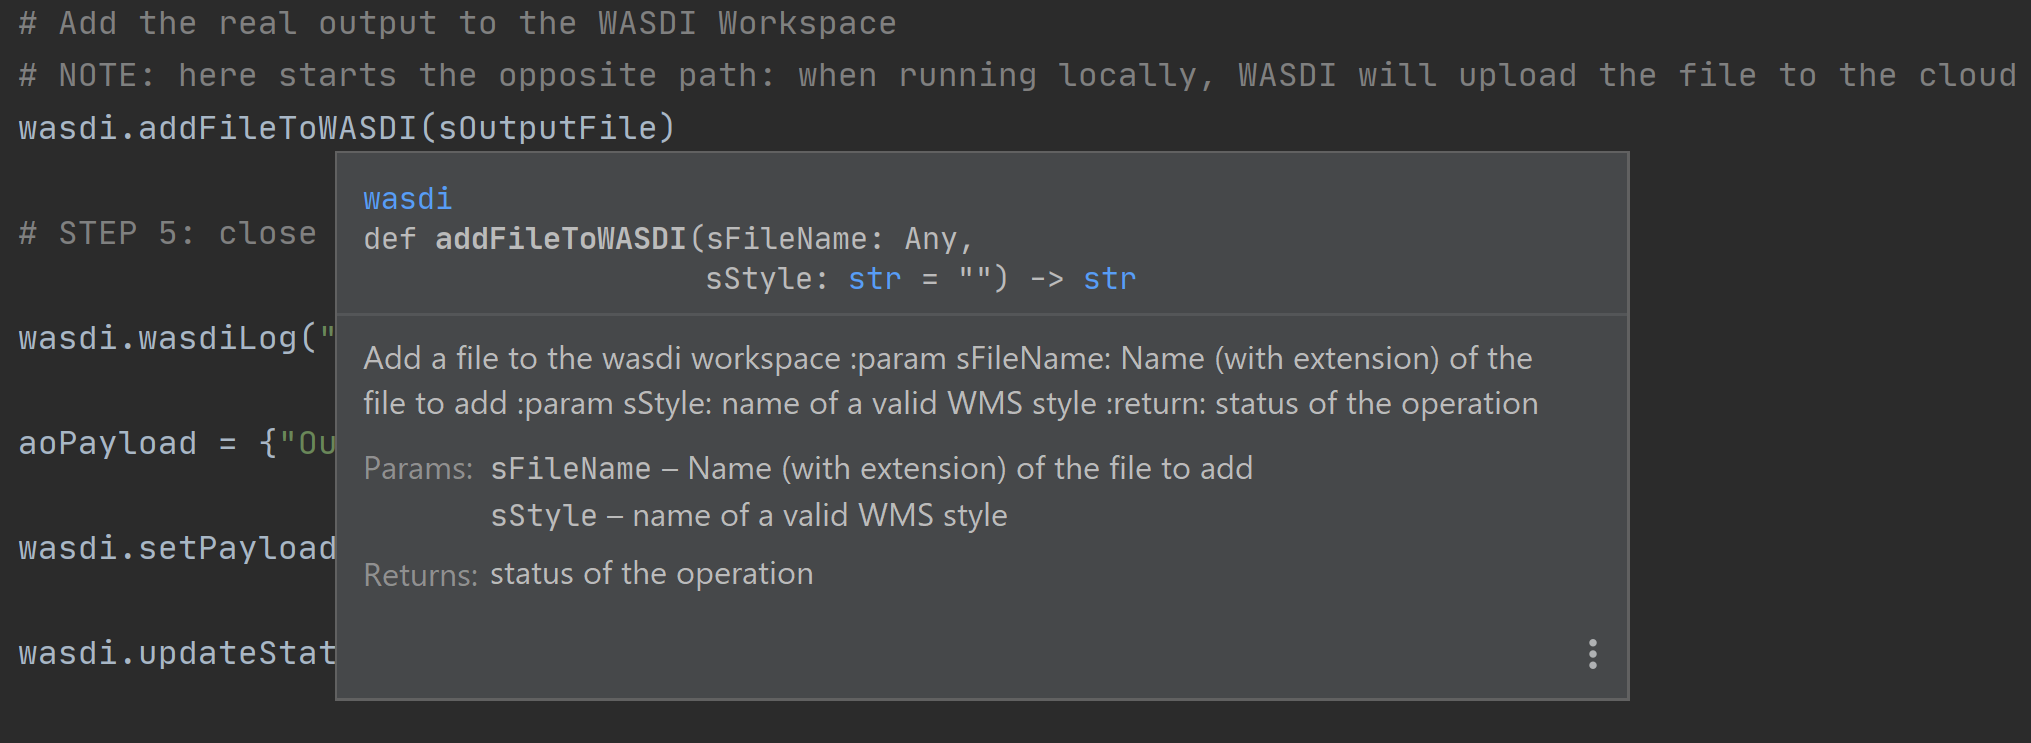 # Add the real output to the WASDI Workspace
# NOTE: here starts the opposite path: when running locally, WASDI will upload the file to the cloud
wasdi.addFileToWASDI(sOutputFile)
wasdi
def addFileToWASDI(sFileName: Any,
sStyle: str = "") -> str
Add a file to the wasdi workspace :param sFileName: Name (with extension) of the
file to add :param sStyle: name of a valid WMS style :return: status of the operation
Params: sFileName – Name (with extension) of the file to add
sStyle – name of a valid WMS style
Returns: status of the operation
# STEP 5: close
wasdi.wasdiLog("
aoPayload = {"Ou
wasdi.setPayload
wasdi.updateStat